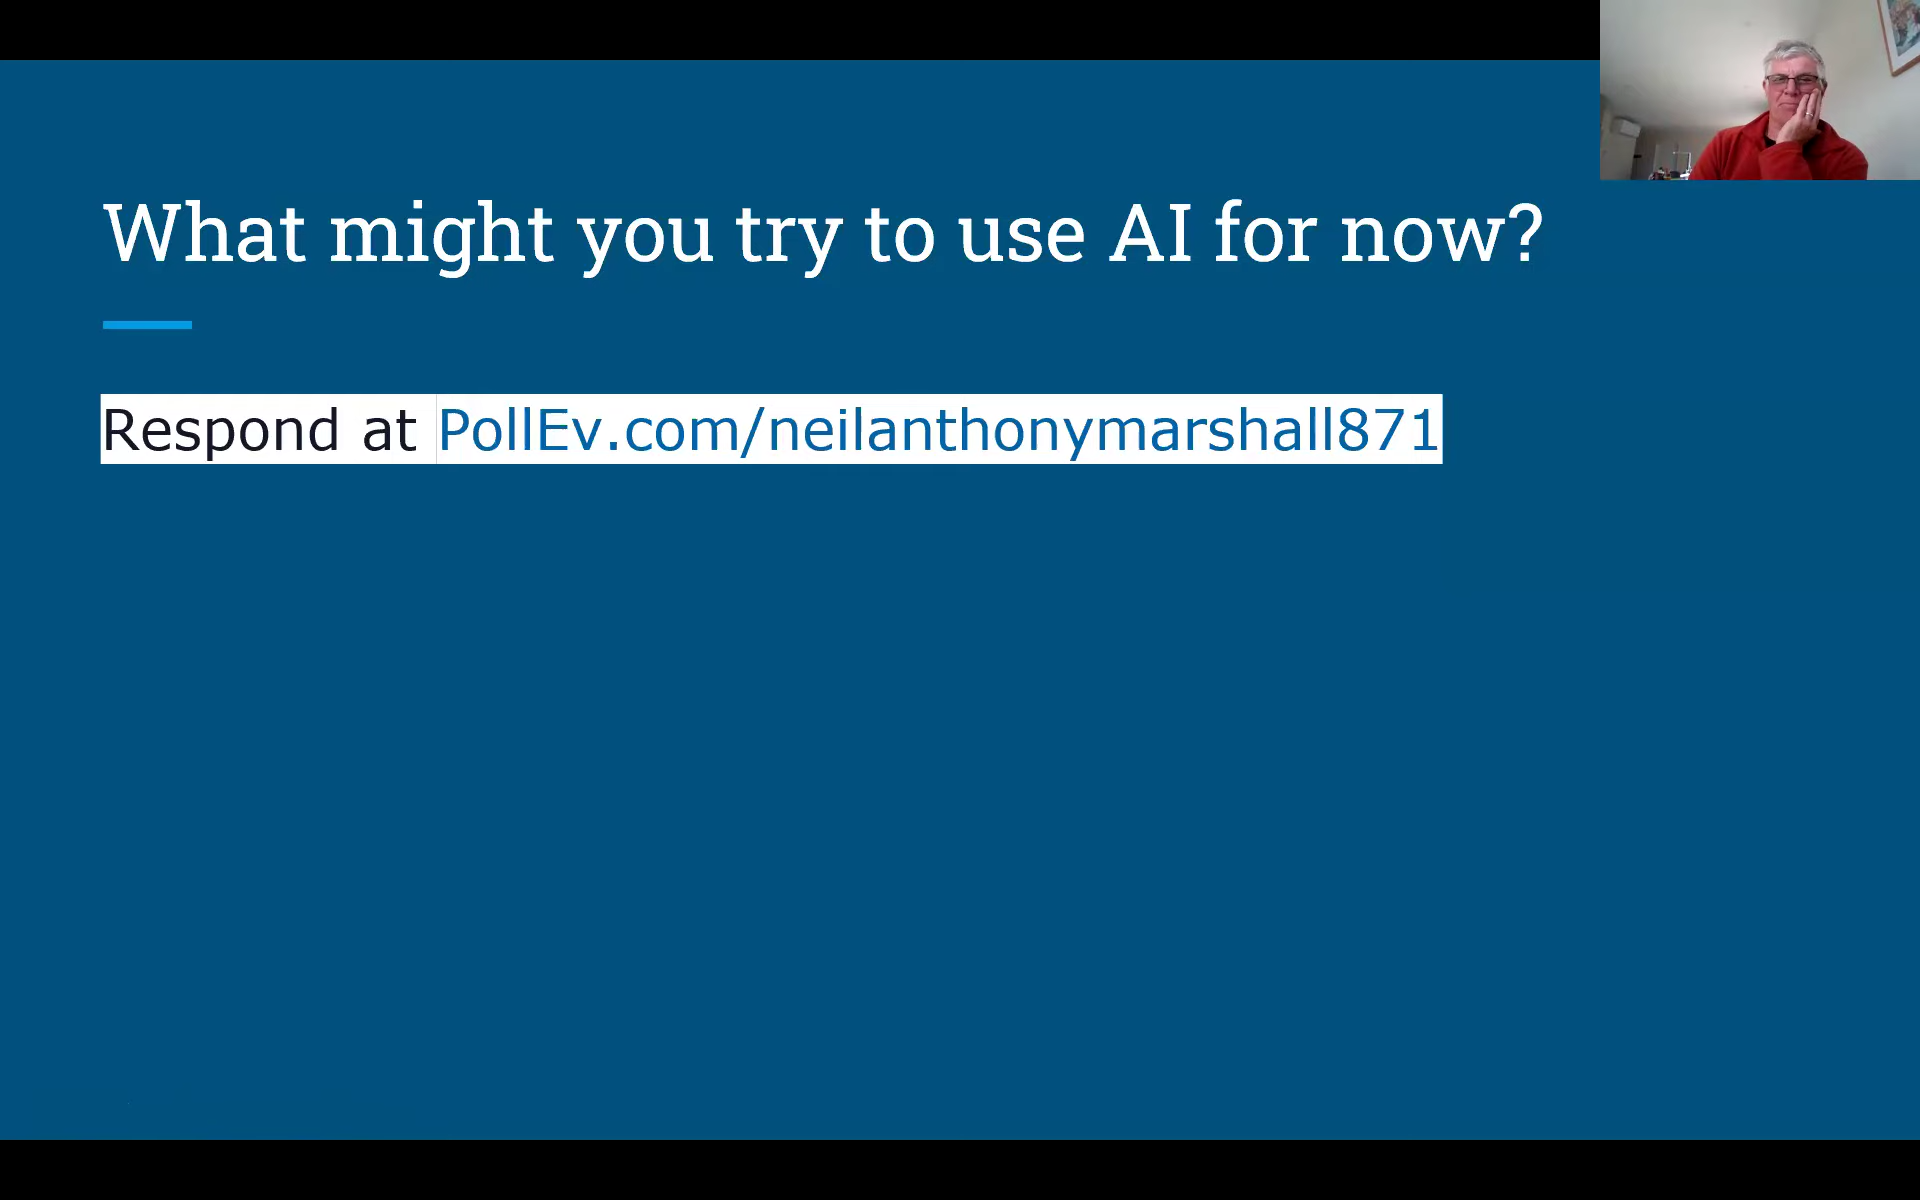 What might you try to use AI for now?
Respond at PollEv.com/neilanthonymarshall871